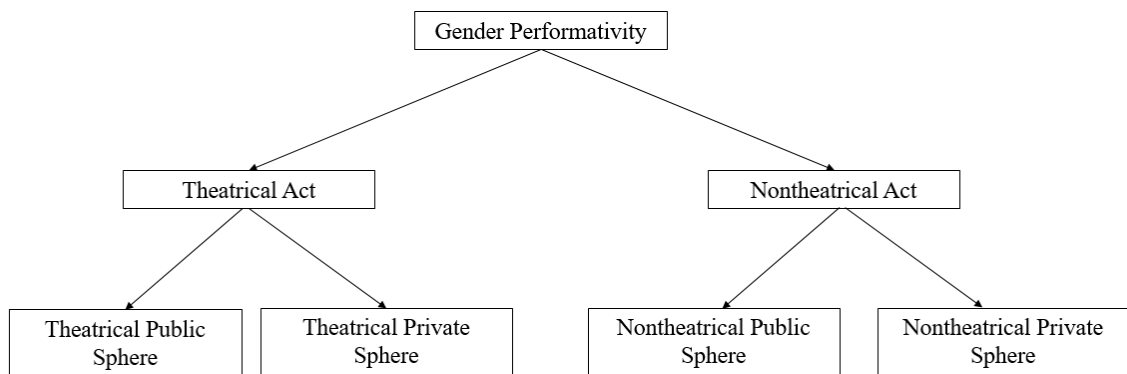 Gender Performativity
Theatrical Act
Nontheatrical Act
Theatrical Public
Sphere
Theatrical Private
Sphere
Nontheatrical Public
Sphere
Nontheatrical Private
Sphere